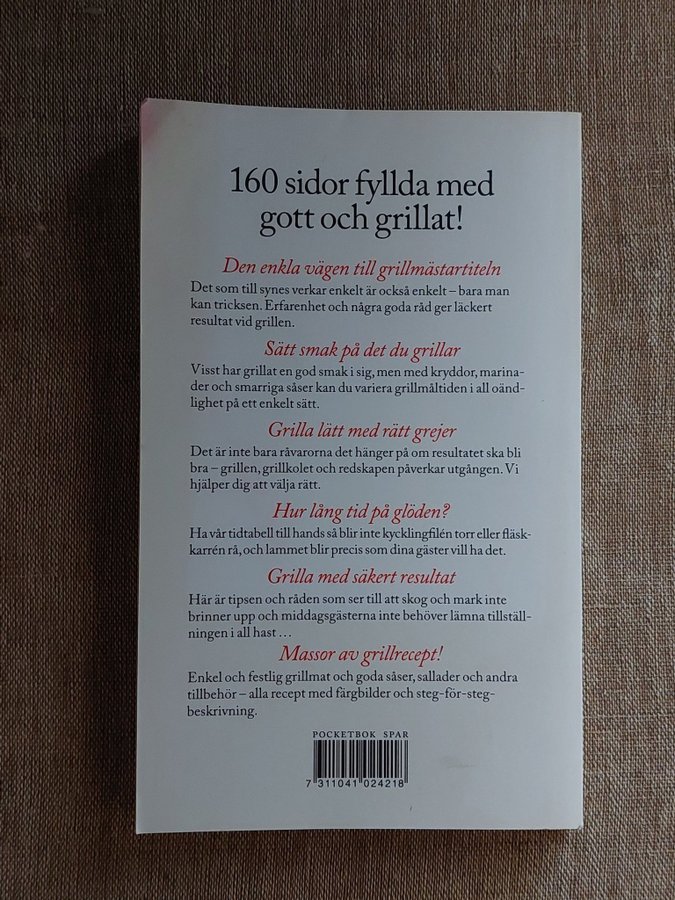 160 sidor fyllda med
gott och grillat!
Den enkla vägen till grillmästartiteln
Det som till synes verkar enkelt är också enkelt – bara man
kan tricksen. Erfarenhet och några goda råd ger läckert
resultat vid grillen.
Sätt smak på det du grillar
Visst har grillat en god smak i sig, men med kryddor, marina-
der och smarriga såser kan du variera grillmåltiden i all oänd-
lighet på ett enkelt sätt.
Grilla lätt med rätt grejer
Det är inte bara råvarorna det hänger på om resultatet ska bli
bra – grillen, grillkolet och redskapen påverkar utgången. Vi
hjälper dig att välja rätt.
Hur lång tid på glöden?
Ha vår tidtabell till hands så blir inte kycklingfilén torr eller fläsk-
karrén rå, och lammet blir precis som dina gäster vill ha det.
Grilla med säkert resultat
Här är tipsen och råden som ser till att skog och mark inte
brinner upp och middagsgästerna inte behöver lämna tillställ-
ningen i all hast ...
Massor av grillrecept!
Enkel och festlig grillmat och goda såser, sallader och andra
tillbehör – alla recept med färgbilder och steg-för-steg-
beskrivning.
POCKETBOK SPAR
7 311041 024218